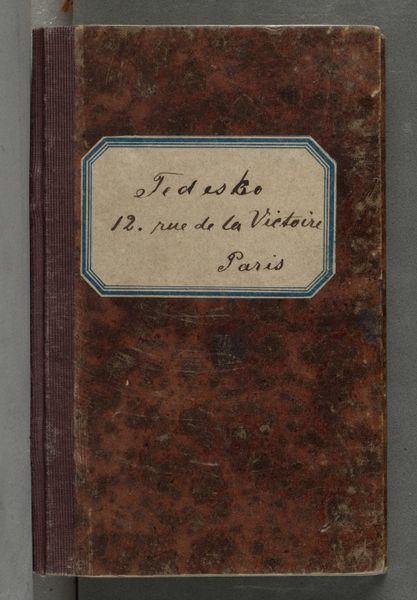 Tedesko
12. rue de la Victoire
Paris